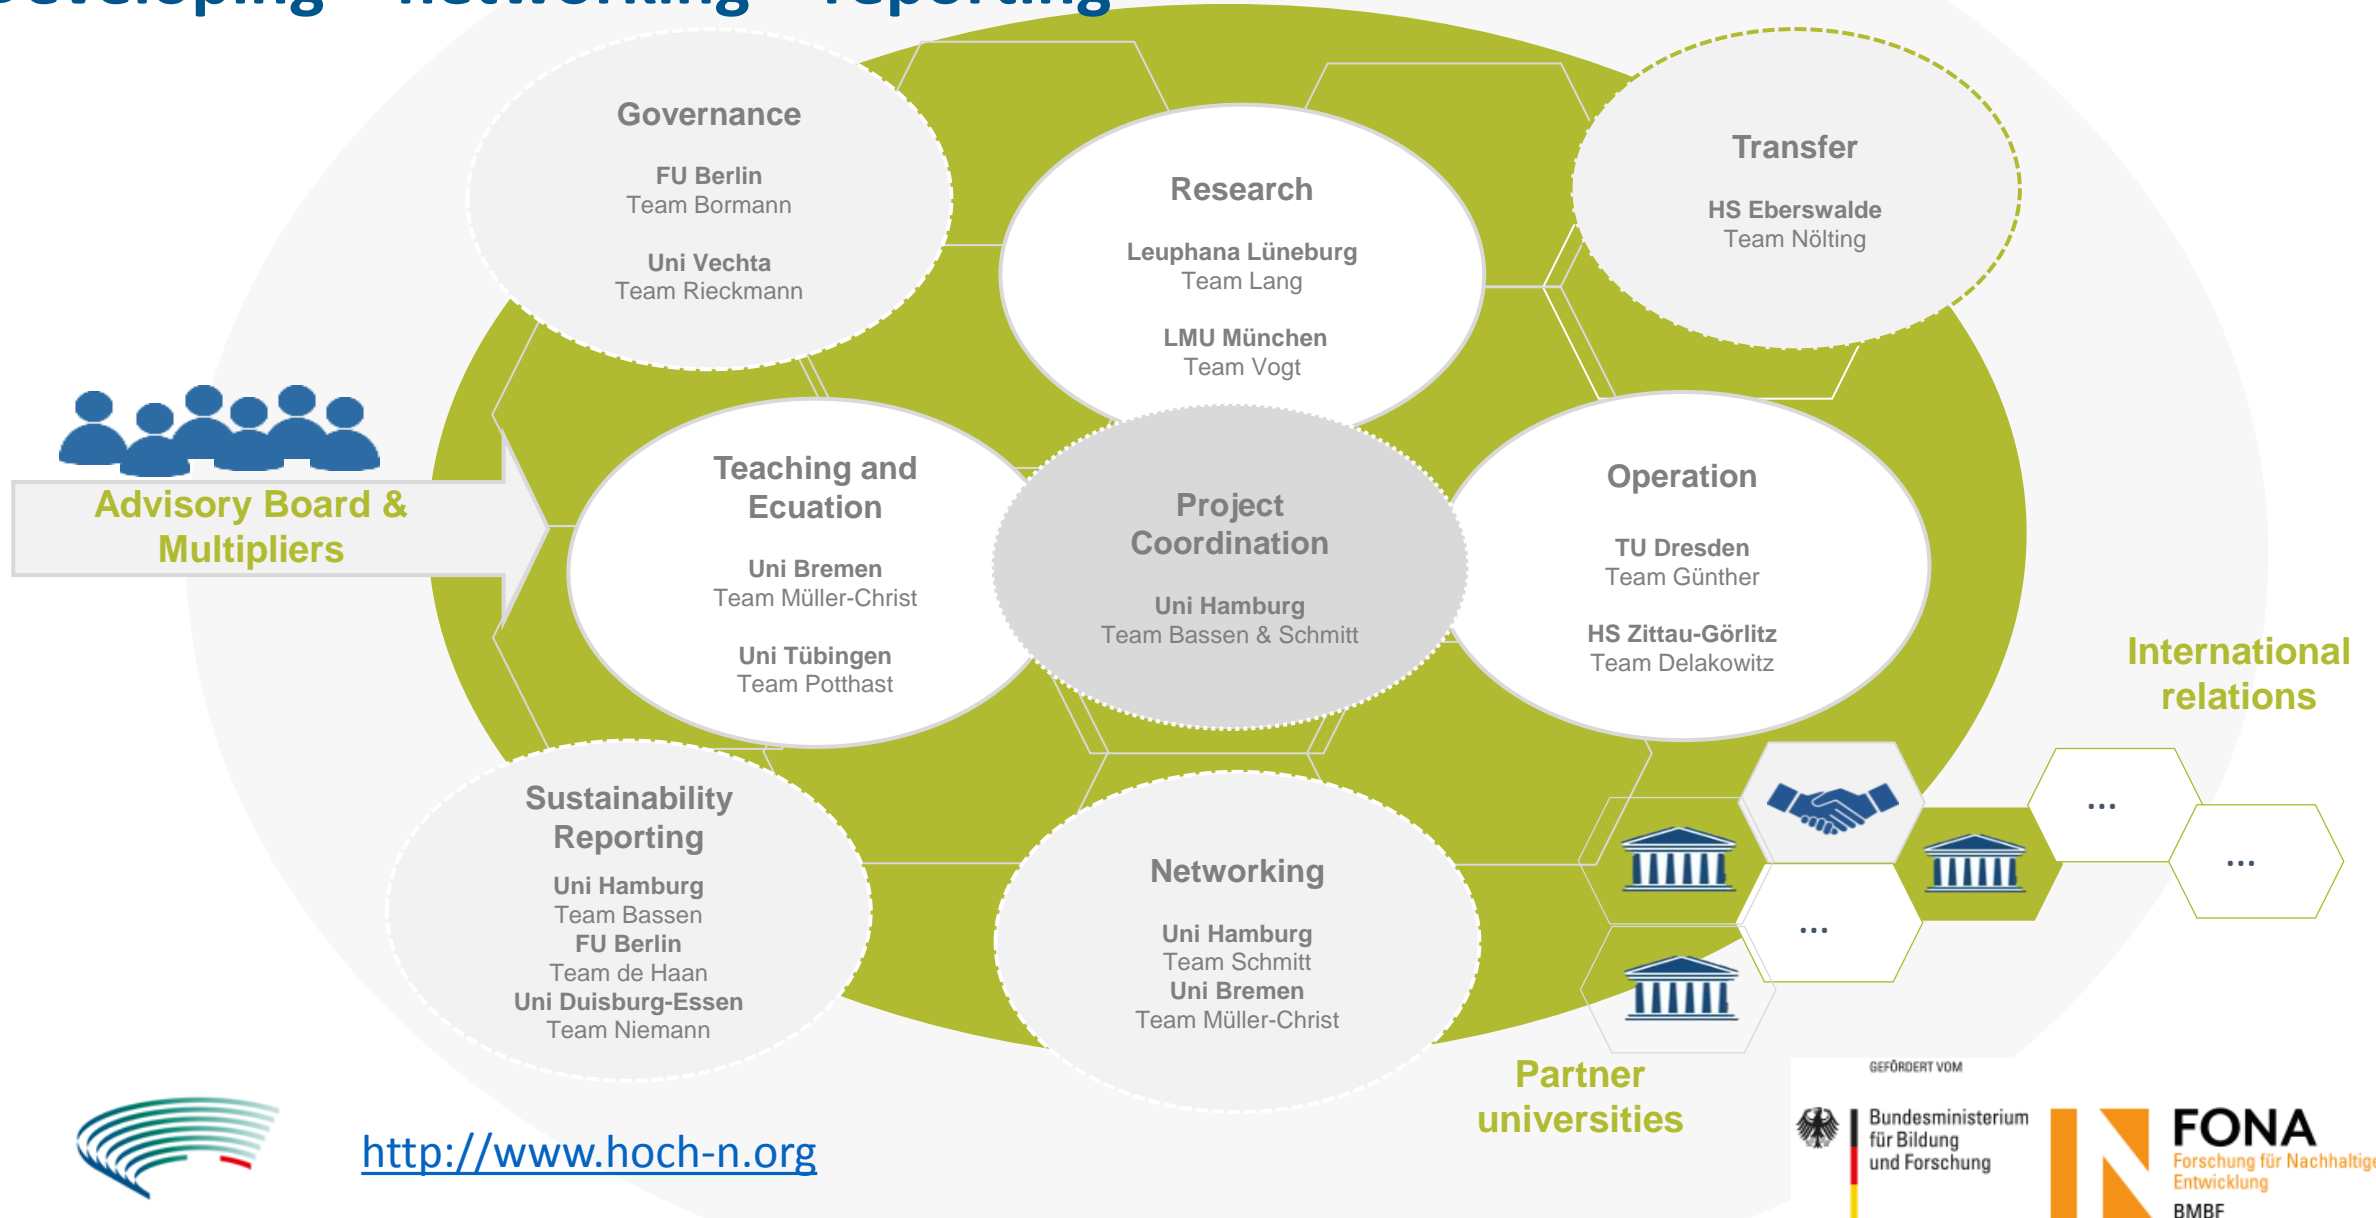 Developing – networking – reporting
Governance
FU Berlin
Team Bormann
Uni Vechta
Team Rieckmann
Research
Leuphana Lüneburg
Team Lang
LMU München
Team Vogt
Transfer
HS Eberswalde
Team Nölting
Advisory Board &
Multipliers
Teaching and
Ecuation
Uni Bremen
Team Müller-Christ
Uni Tübingen
Team Potthast
Project
Coordination
Uni Hamburg
Team Bassen & Schmitt
Operation
TU Dresden
Team Günther
HS Zittau-Görlitz
Team Delakowitz
International
relations
Sustainability
Reporting
Uni Hamburg
Team Bassen
FU Berlin
Team de Haan
Uni Duisburg-Essen
Team Niemann
Networking
Uni Hamburg
Team Schmitt
Uni Bremen
Team Müller-Christ
...
...
...
Partner
universities
http://www.hoch-n.org
GEFÖRDERT VOM
Bundesministerium
für Bildung
und Forschung
FONA
Forschung für Nachhaltige
Entwicklung
BMBF